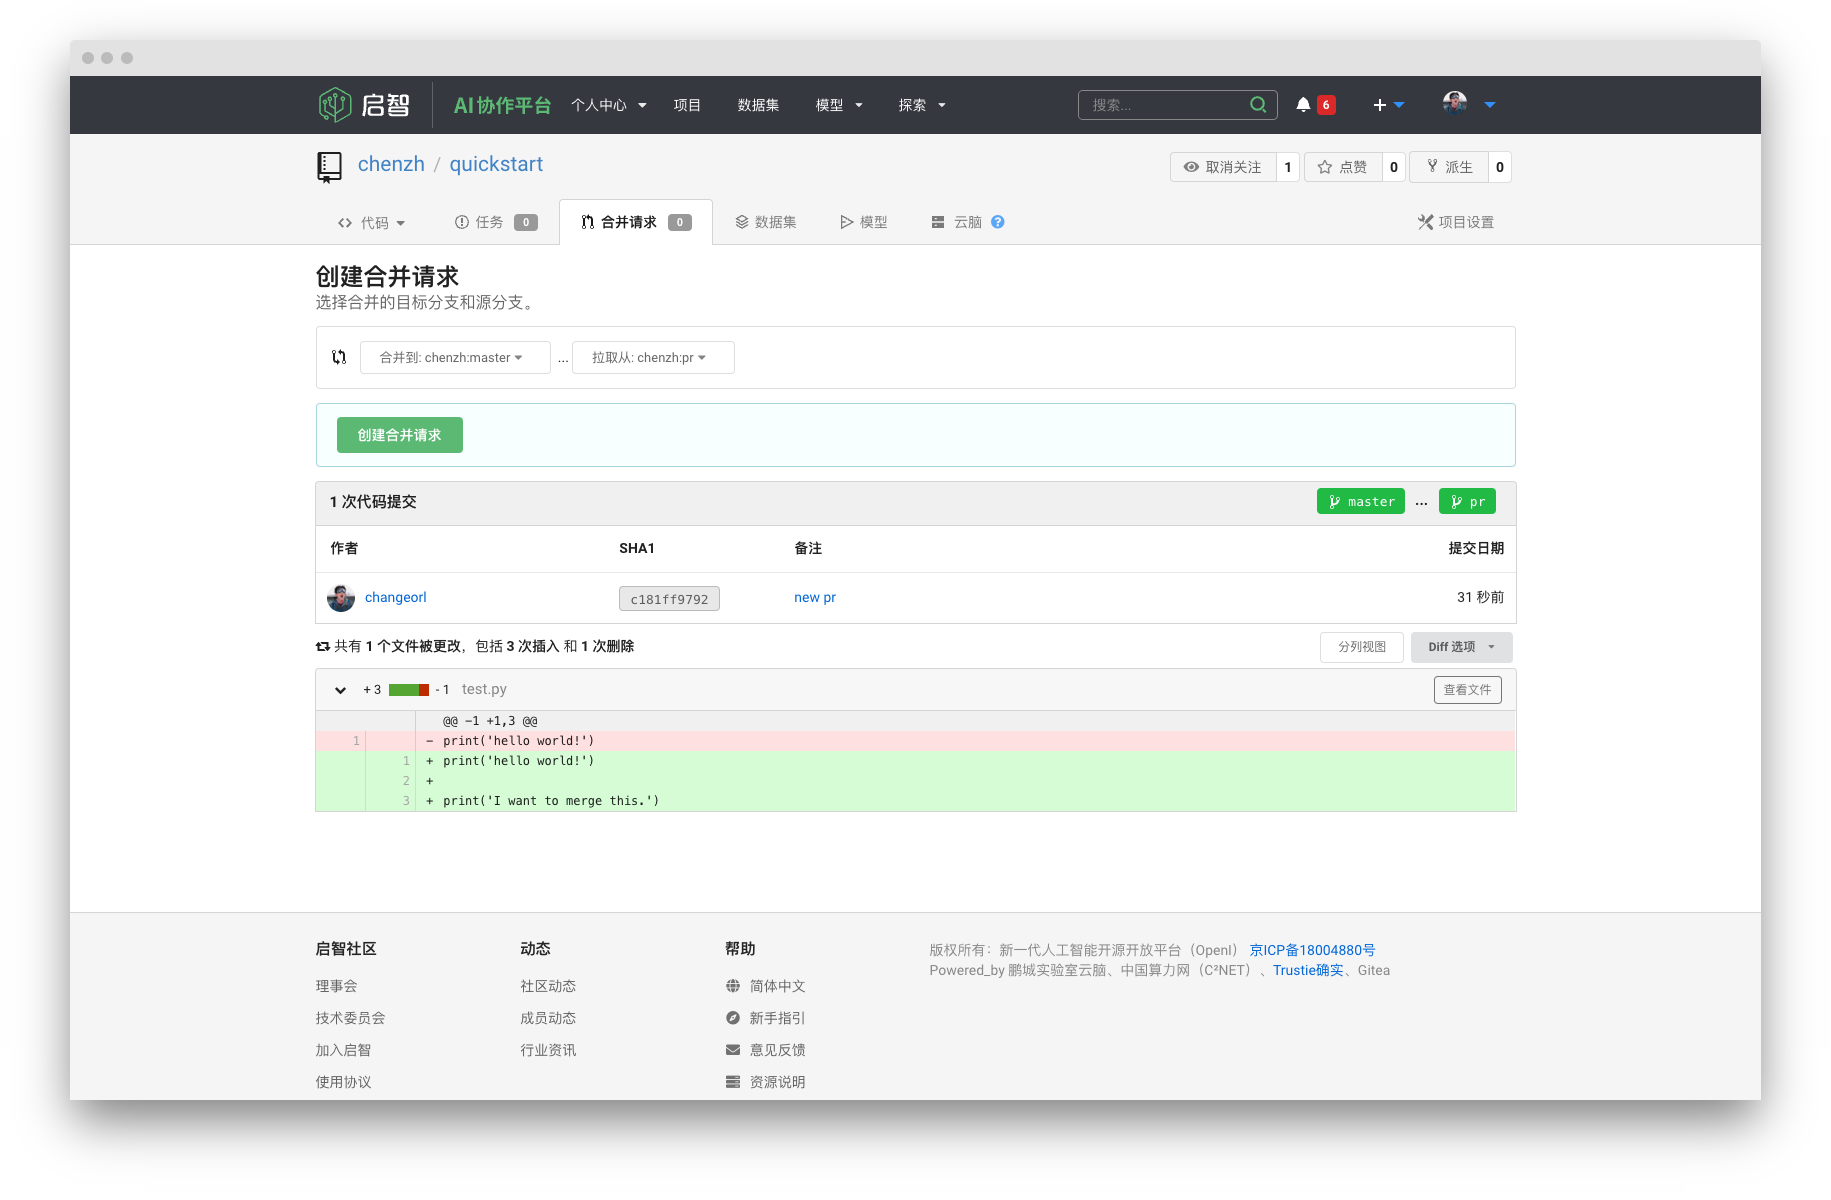 启智 AI协作平台 个人中心 项目 数据集 模型 探索 搜索... 6
chenzh / quickstart 取消关注 1 点赞 0 派生 0
代码 任务 0 合并请求 0 数据集 模型 云脑 ? 项目设置
创建合并请求
选择合并的目标分支和源分支。
合并到: chenzh:master ... 拉取从: chenzh:pr
创建合并请求
1 次代码提交 master ... pr
作者 SHA1 备注 提交日期
changeorl c181ff9792 new pr 31 秒前
共有 1 个文件被更改，包括 3 次插入 和 1 次删除 分列视图 Diff 选项
+ 3 - 1 test.py 查看文件
@@ -1 +1,3 @@
1 - print('hello world!')
1 + print('hello world!')
2 +
3 + print('I want to merge this.')
启智社区 动态 帮助 版权所有：新一代人工智能开源开放平台（OpenI） 京ICP备18004880号
Powered_by 鹏城实验室云脑、中国算力网（C²NET）、Trustie确实、Gitea
理事会 社区动态 简体中文
技术委员会 成员动态 新手指引
加入启智 行业资讯 意见反馈
使用协议 资源说明